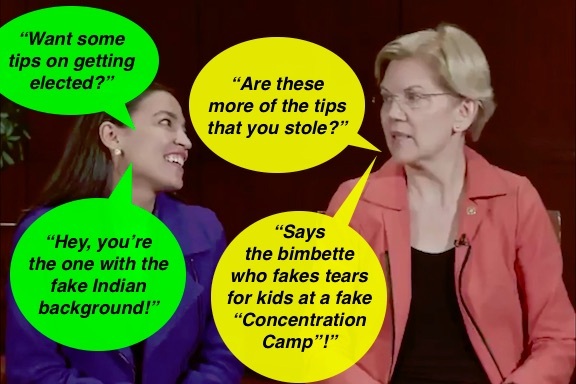 “Want some
tips on getting
elected?”
“Are these
more of the tips
that you stole?”
“Hey, you’re
the one with the
fake Indian
background!”
“Says
the bimbette
who fakes tears
for kids at a fake
“Concentration
Camp”!”